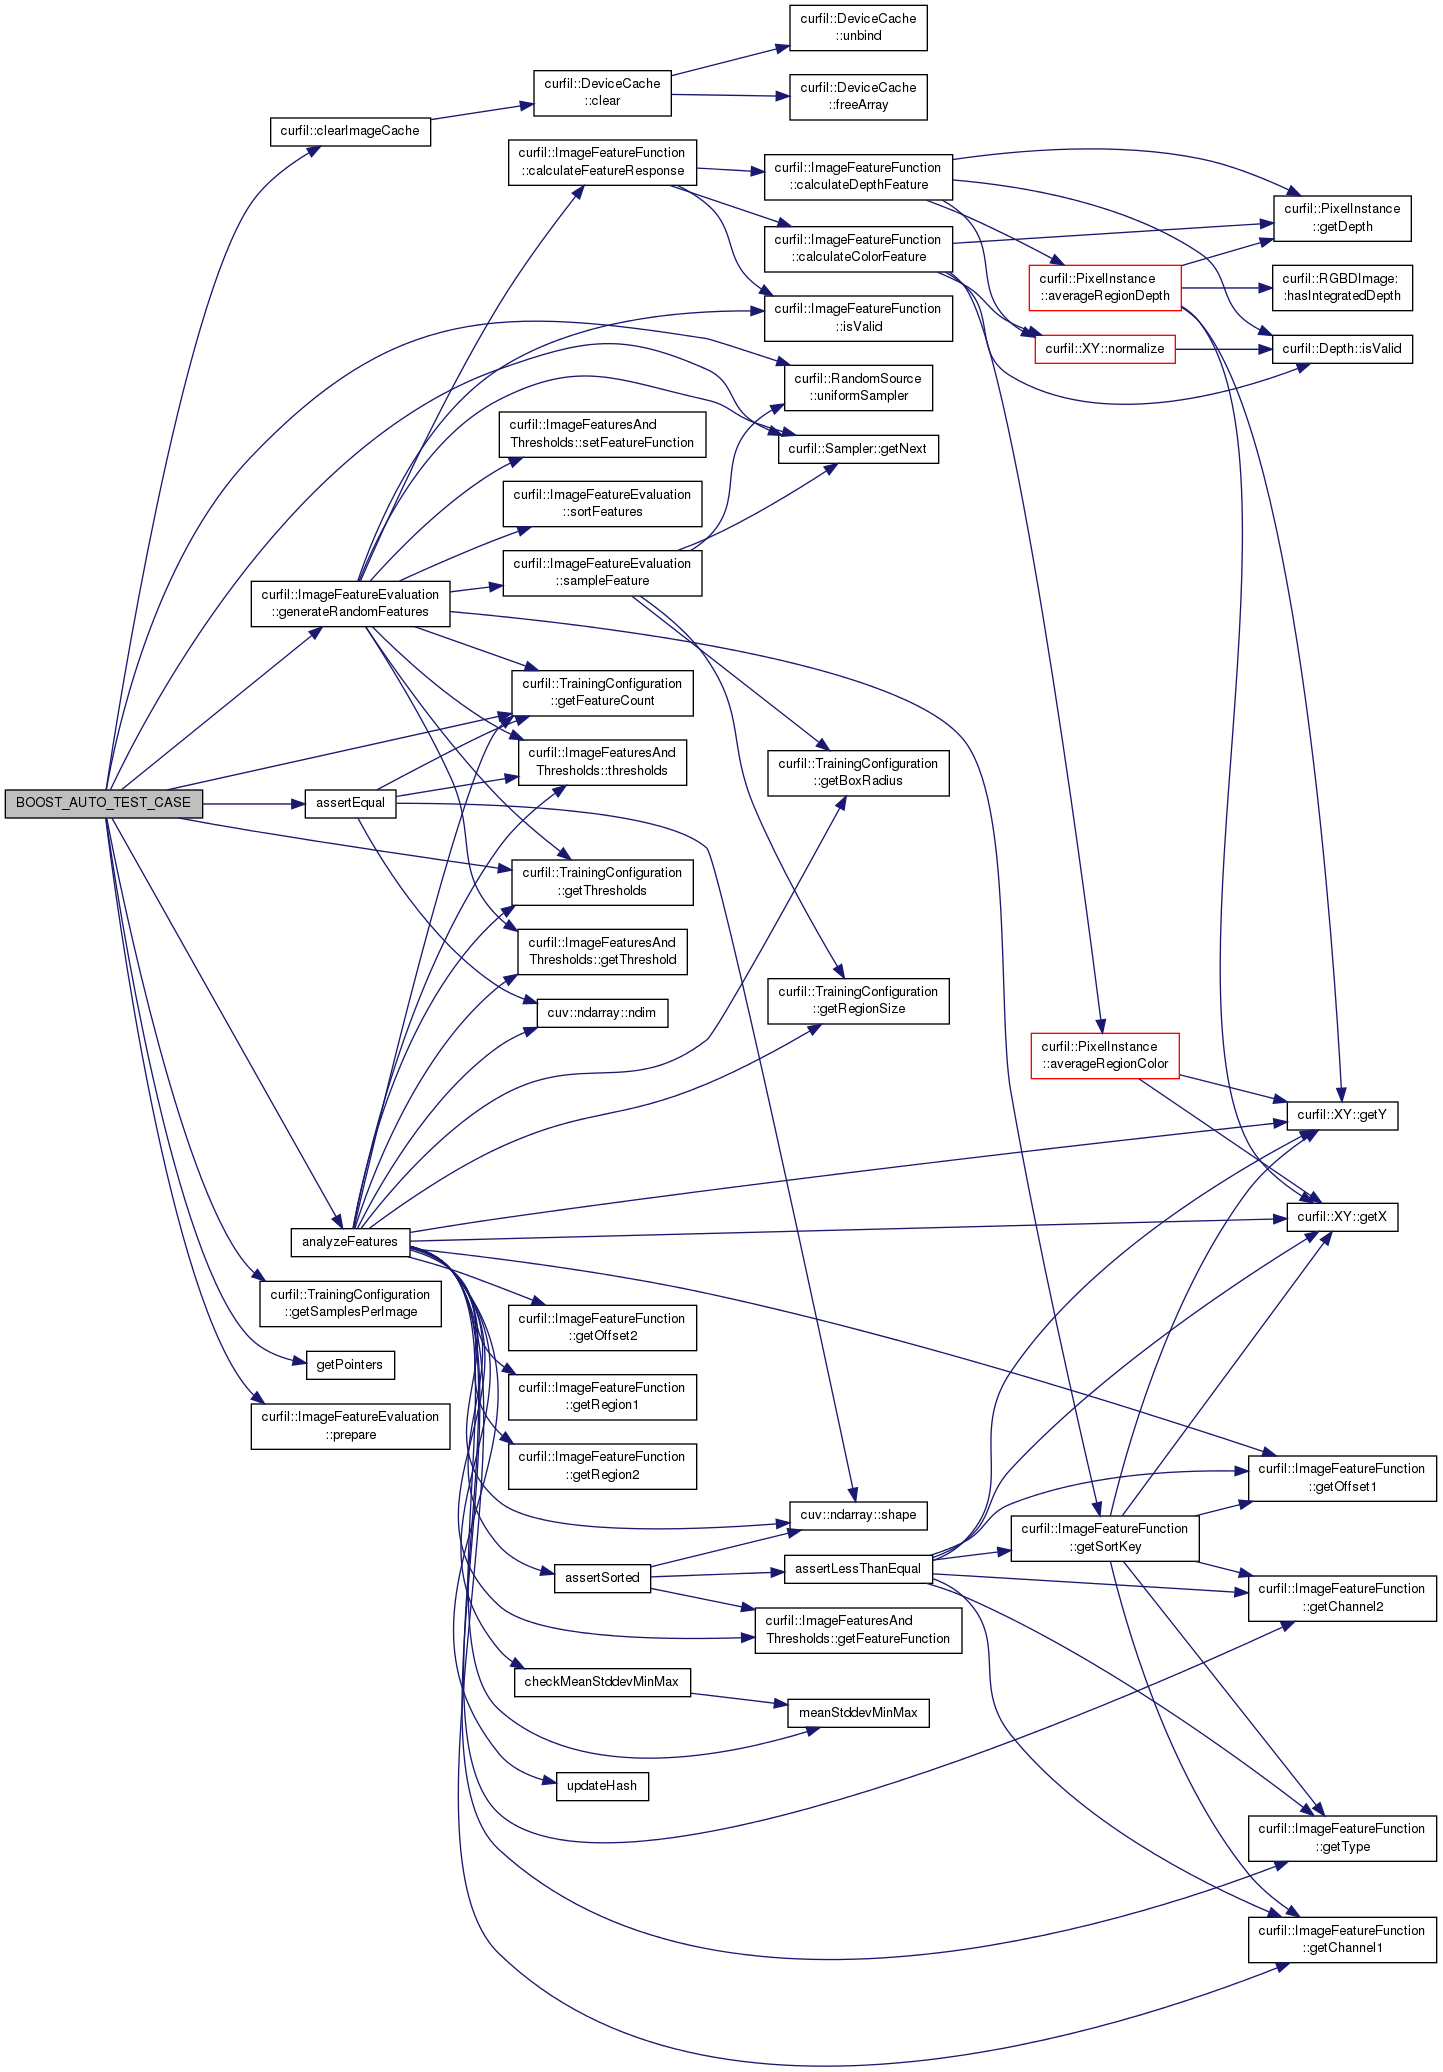 curfil::DeviceCache
::unbind
curfil::DeviceCache
::clear
curfil::DeviceCache
::freeArray
curfil::clearImageCache
curfil::ImageFeatureFunction
::calculateFeatureResponse
curfil::ImageFeatureFunction
::calculateDepthFeature
curfil::PixelInstance
::getDepth
curfil::ImageFeatureFunction
::calculateColorFeature
curfil::PixelInstance
::averageRegionDepth
curfil::RGBDImage:
:hasIntegratedDepth
curfil::ImageFeatureFunction
::isValid
curfil::XY::normalize
curfil::Depth::isValid
curfil::RandomSource
::uniformSampler
curfil::ImageFeaturesAnd
Thresholds::setFeatureFunction
curfil::Sampler::getNext
curfil::ImageFeatureEvaluation
::sortFeatures
curfil::ImageFeatureEvaluation
::sampleFeature
curfil::ImageFeatureEvaluation
::generateRandomFeatures
curfil::TrainingConfiguration
::getFeatureCount
curfil::ImageFeaturesAnd
Thresholds::thresholds
curfil::TrainingConfiguration
::getBoxRadius
BOOST_AUTO_TEST_CASE
assertEqual
curfil::TrainingConfiguration
::getThresholds
curfil::ImageFeaturesAnd
Thresholds::getThreshold
curfil::TrainingConfiguration
::getRegionSize
cuv::ndarray::ndim
curfil::PixelInstance
::averageRegionColor
curfil::XY::getY
curfil::XY::getX
analyzeFeatures
curfil::TrainingConfiguration
::getSamplesPerImage
curfil::ImageFeatureFunction
::getOffset2
getPointers
curfil::ImageFeatureFunction
::getRegion1
curfil::ImageFeatureEvaluation
::prepare
curfil::ImageFeatureFunction
::getRegion2
curfil::ImageFeatureFunction
::getOffset1
cuv::ndarray::shape
curfil::ImageFeatureFunction
::getSortKey
assertSorted
assertLessThanEqual
curfil::ImageFeatureFunction
::getChannel2
curfil::ImageFeaturesAnd
Thresholds::getFeatureFunction
checkMeanStddevMinMax
meanStddevMinMax
updateHash
curfil::ImageFeatureFunction
::getType
curfil::ImageFeatureFunction
::getChannel1